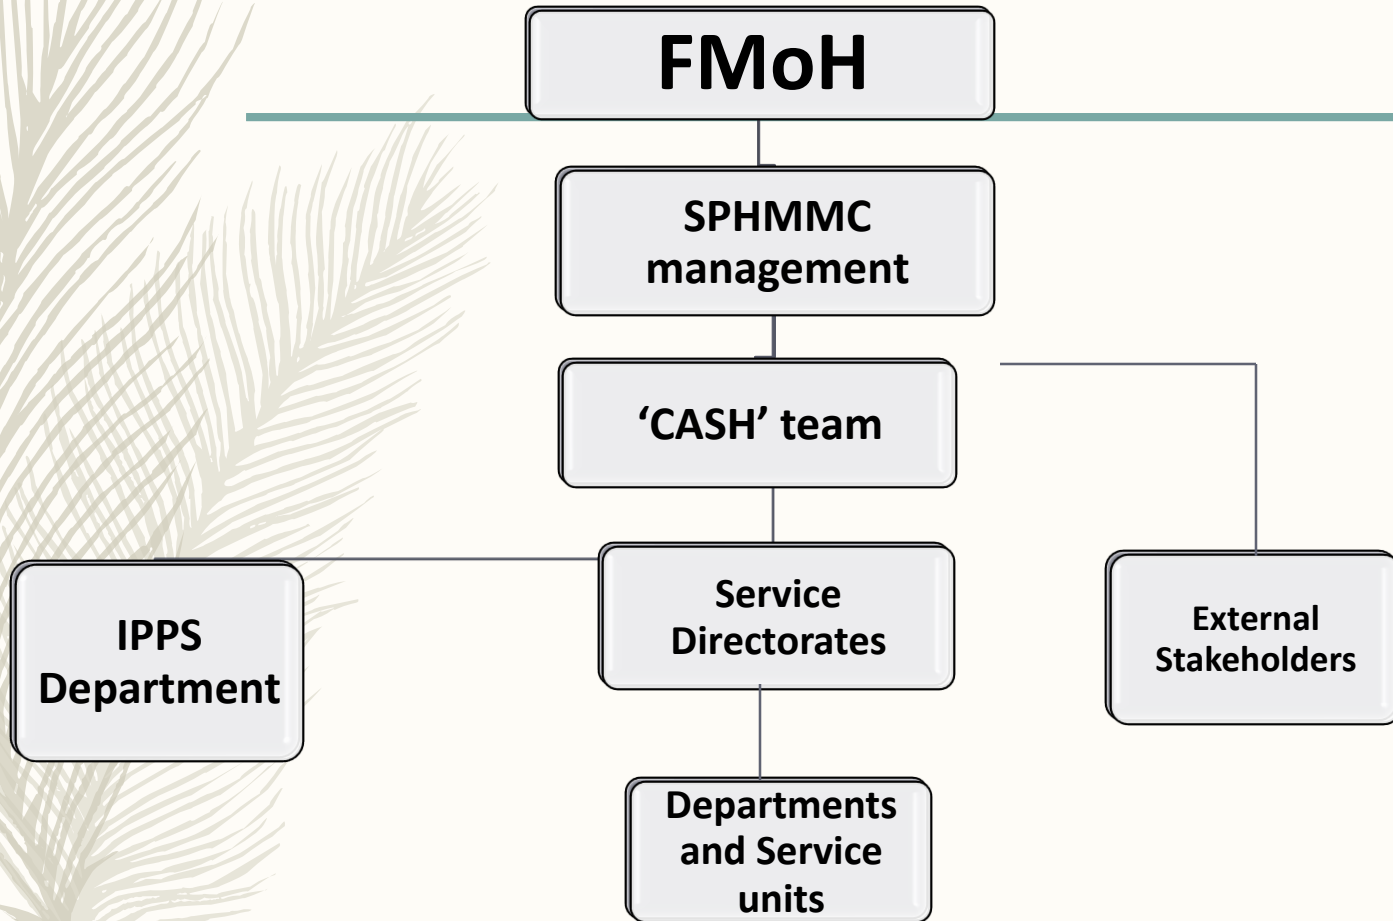 FMoH
SPHMMC
management
‘CASH’ team
IPPS
Department
Service
Directorates
External
Stakeholders
Departments
and Service
units